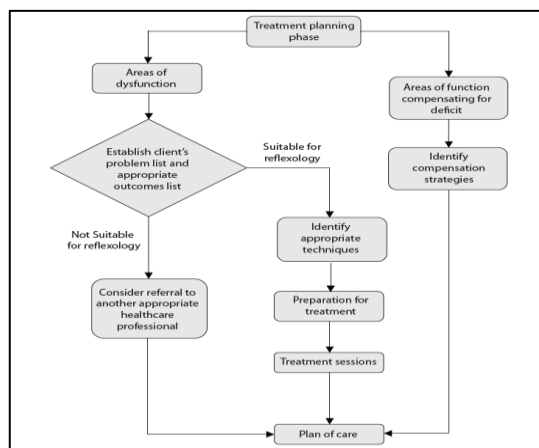 Treatment planning
phase
Areas of
dysfunction
Areas of function
compensating for
deficit
Establish client's
problem list and
appropriate
outcomes list
Suitable for
reflexology
Identify
compensation
strategies
Not Suitable
for reflexology
Identify
appropriate
techniques
Consider referral to
another appropriate
healthcare
professional
Preparation for
treatment
Treatment sessions
Plan of care